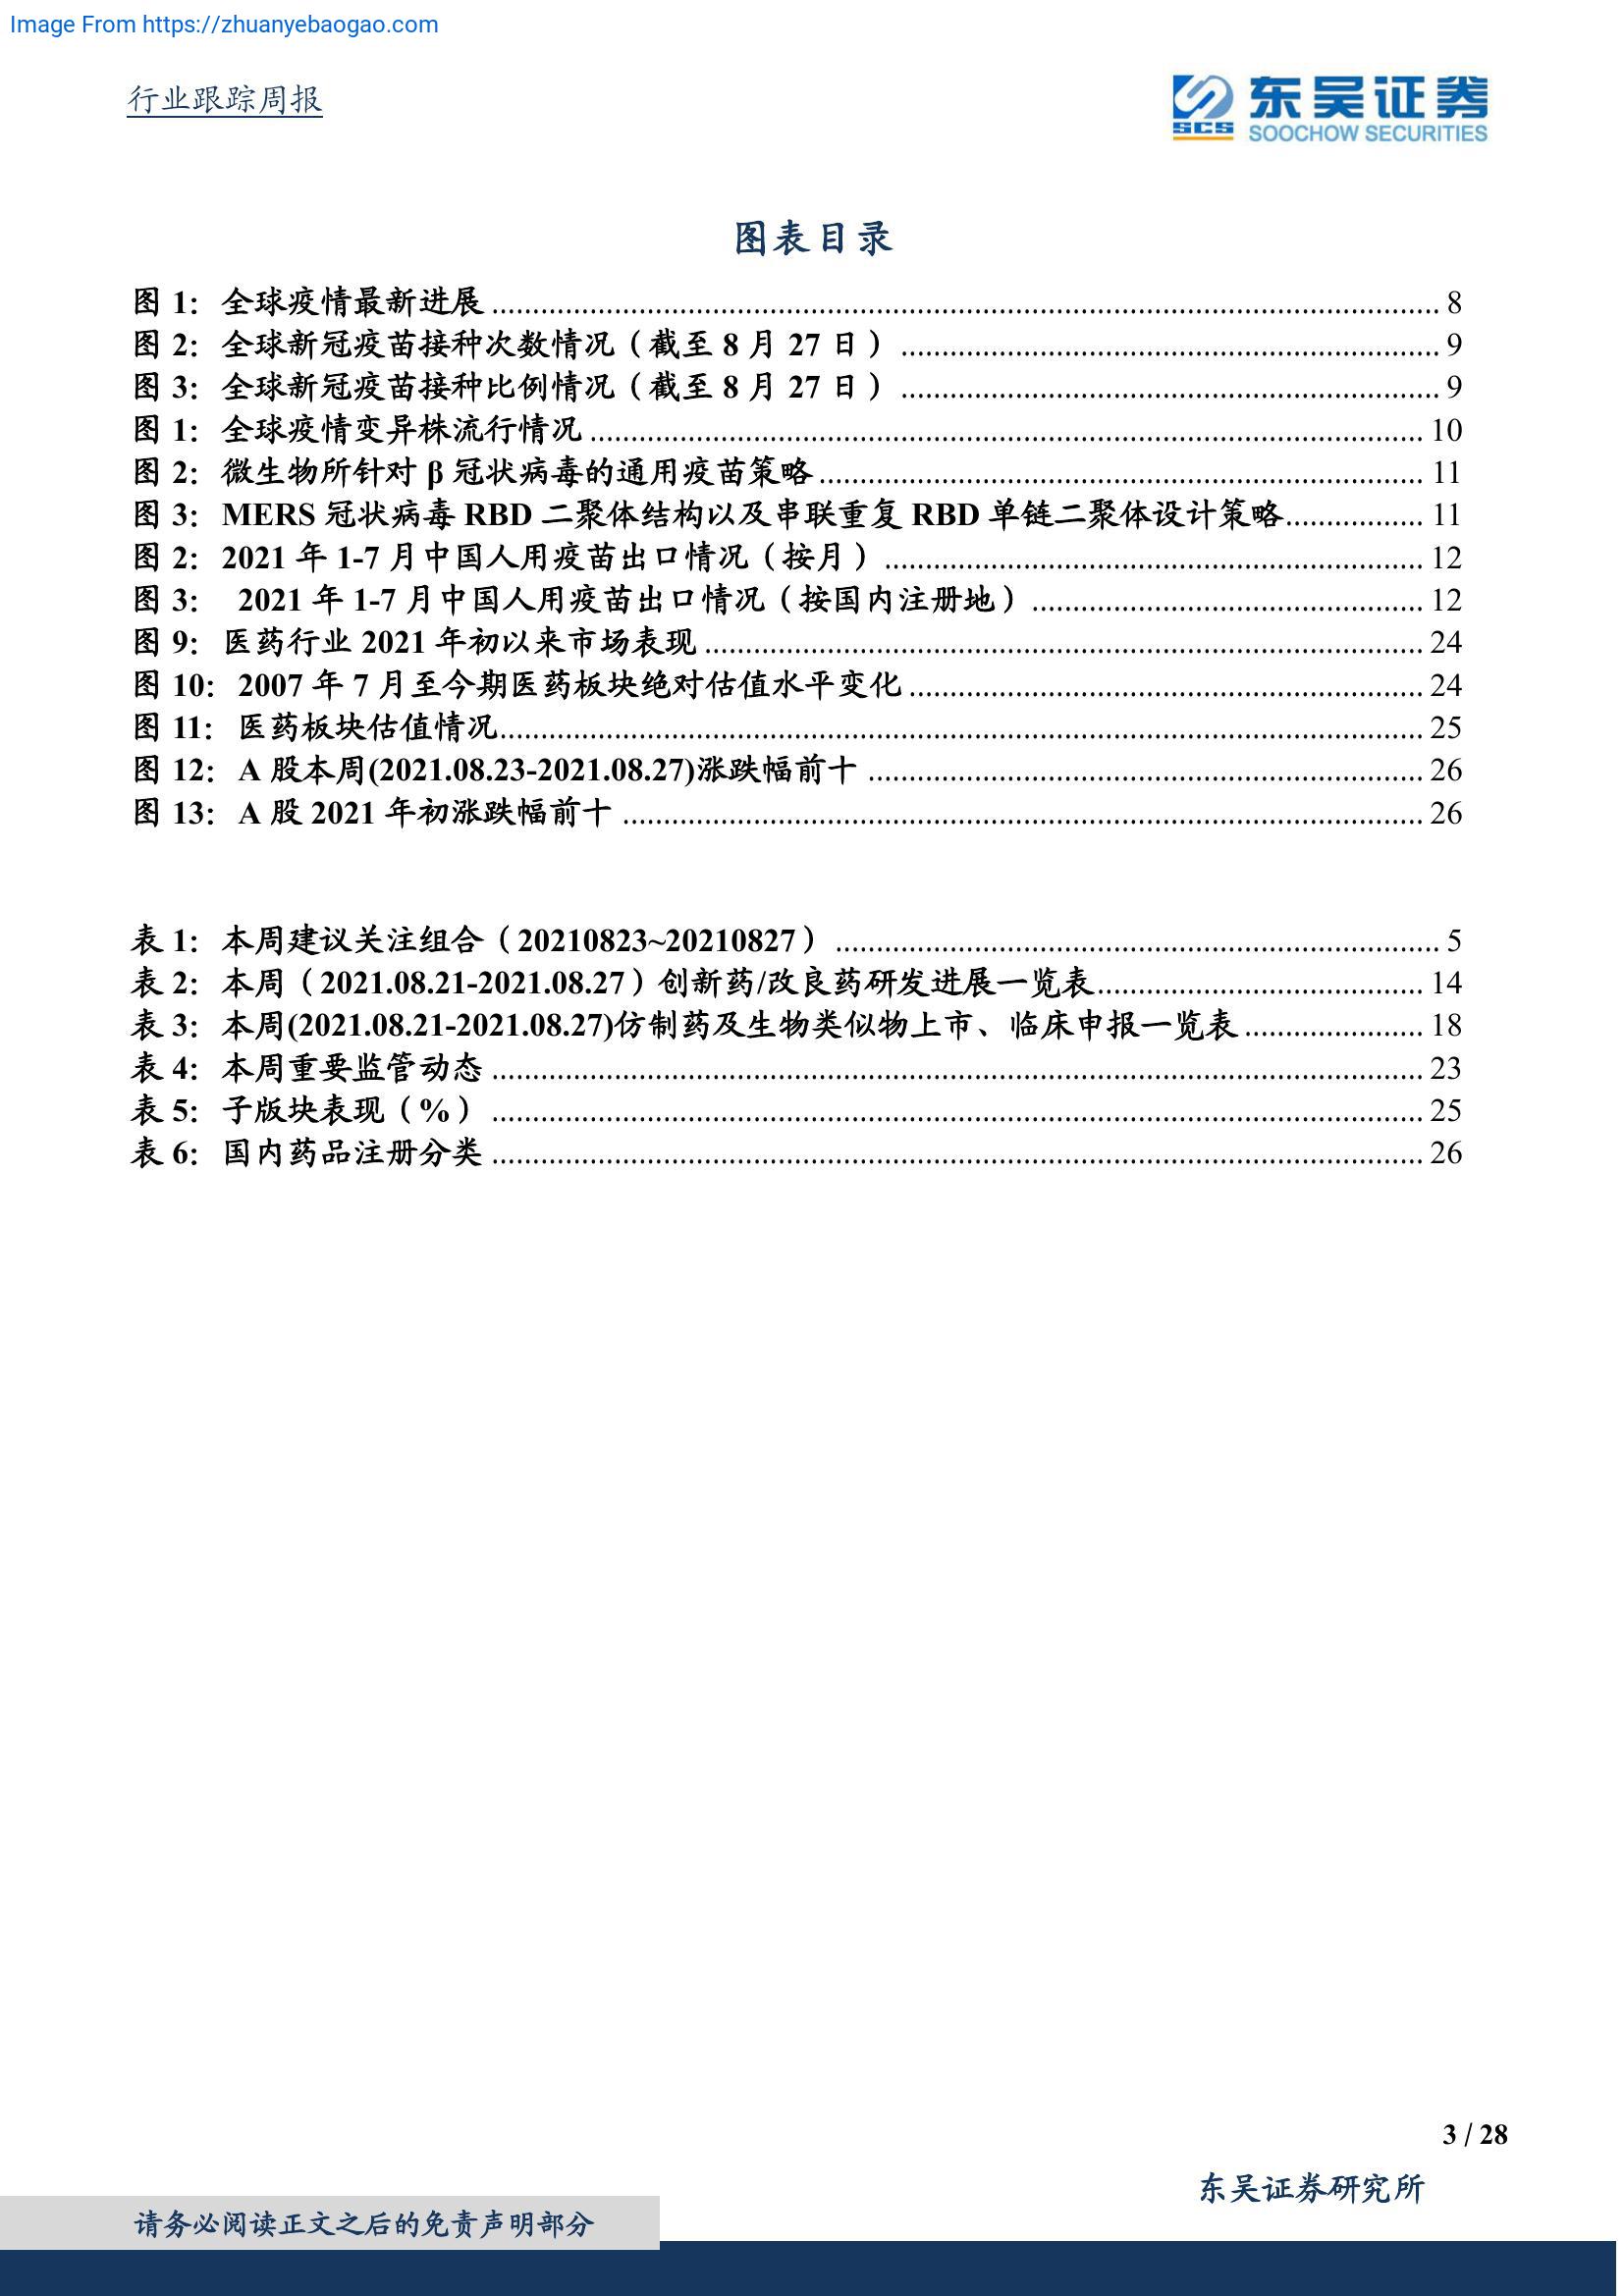 Image From https://zhuanyebaogao.com
行业跟踪周报
东吴证券
SCS
SOOCHOW SECURITIES
图表目录
图 1: 全球疫情最新进展 ........ 8
图 2: 全球新冠疫苗接种次数情况（截至 8 月 27 日） ........ 9
图 3: 全球新冠疫苗接种比例情况（截至 8 月 27 日） ........ 9
图 1: 全球疫情变异株流行情况 ........ 10
图 2: 微生物所针对 β 冠状病毒的通用疫苗策略 ........ 11
图 3: MERS 冠状病毒 RBD 二聚体结构以及串联重复 RBD 单链二聚体设计策略 ........ 11
图 2: 2021 年 1-7 月中国人用疫苗出口情况（按月） ........ 12
图 3: 2021 年 1-7 月中国人用疫苗出口情况（按国内注册地） ........ 12
图 9: 医药行业 2021 年初以来市场表现 ........ 24
图 10: 2007 年 7 月至今期医药板块绝对估值水平变化 ........ 24
图 11: 医药板块估值情况 ........ 25
图 12: A 股本周(2021.08.23-2021.08.27)涨跌幅前十 ........ 26
图 13: A 股 2021 年初涨跌幅前十 ........ 26
表 1: 本周建议关注组合（20210823~20210827） ........ 5
表 2: 本周（2021.08.21-2021.08.27）创新药/改良药研发进展一览表 ........ 14
表 3: 本周(2021.08.21-2021.08.27)仿制药及生物类似物上市、临床申报一览表 ........ 18
表 4: 本周重要监管动态 ........ 23
表 5: 子版块表现（%） ........ 25
表 6: 国内药品注册分类 ........ 26
3 / 28
东吴证券研究所
请务必阅读正文之后的免责声明部分